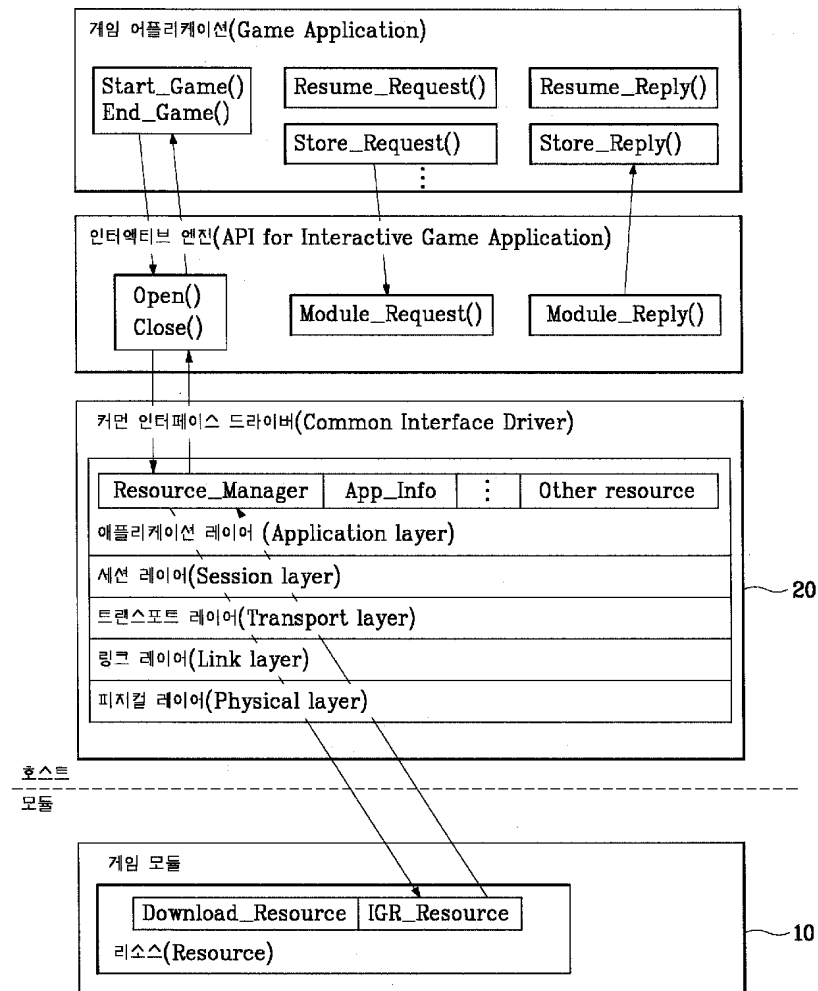 게임 어플리케이션(Game Application)
Start_Game()
End_Game()
Resume_Request()
Resume_Reply()
Store_Request()
Store_Reply()
⋮
인터액티브 엔진(API for Interactive Game Application)
Open()
Close()
Module_Request()
Module_Reply()
커먼 인터페이스 드라이버(Common Interface Driver)
Resource_Manager
App_Info
⋮
Other resource
애플리케이션 레이어 (Application layer)
세션 레이어(Session layer)
20
트랜스포트 레이어(Transport layer)
링크 레이어(Link layer)
피지컬 레이어(Physical layer)
호스트
모듈
게임 모듈
Download_Resource
IGR_Resource
10
리소스(Resource)